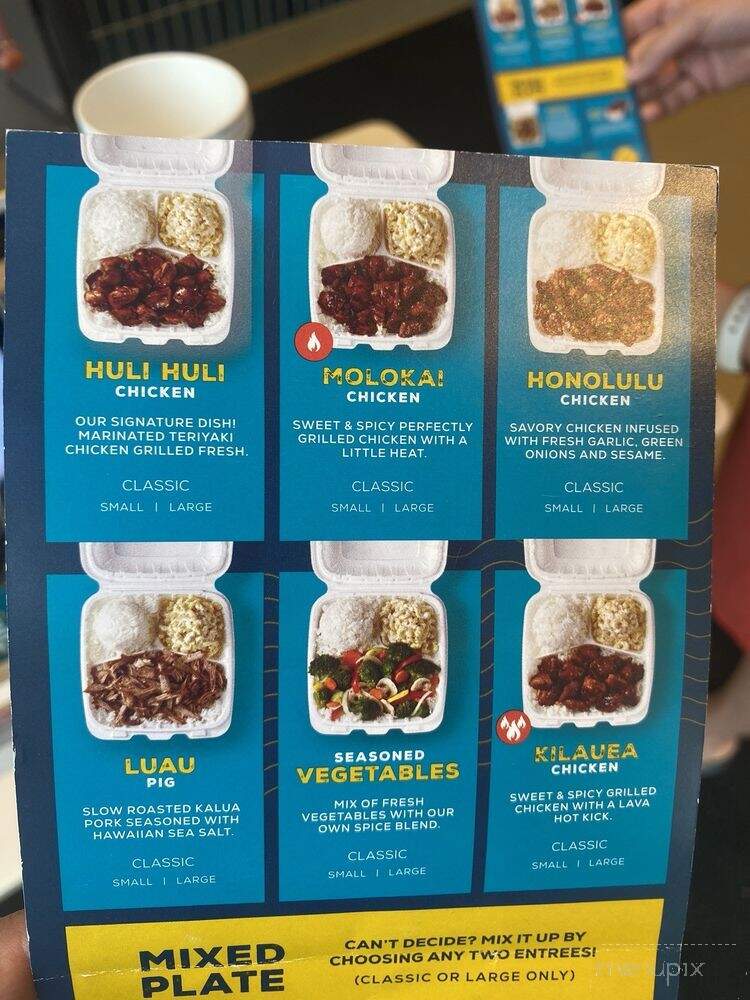 HULI HULI
CHICKEN
OUR SIGNATURE DISH!
MARINATED TERIYAKI
CHICKEN GRILLED FRESH.
CLASSIC
SMALL | LARGE
MOLOKAI
CHICKEN
SWEET & SPICY PERFECTLY
GRILLED CHICKEN WITH A
LITTLE HEAT.
CLASSIC
SMALL | LARGE
HONOLULU
CHICKEN
SAVORY CHICKEN INFUSED
WITH FRESH GARLIC, GREEN
ONIONS AND SESAME.
CLASSIC
SMALL | LARGE
LUAU
PIG
SLOW ROASTED KALUA
PORK SEASONED WITH
HAWAIIAN SEA SALT.
CLASSIC
SMALL | LARGE
SEASONED
VEGETABLES
MIX OF FRESH
VEGETABLES WITH OUR
OWN SPICE BLEND.
CLASSIC
SMALL | LARGE
KILAUEA
CHICKEN
SWEET & SPICY GRILLED
CHICKEN WITH A LAVA
HOT KICK.
CLASSIC
SMALL | LARGE
MIXED
PLATE
CAN'T DECIDE? MIX IT UP BY
CHOOSING ANY TWO ENTREES!
(CLASSIC OR LARGE ONLY)